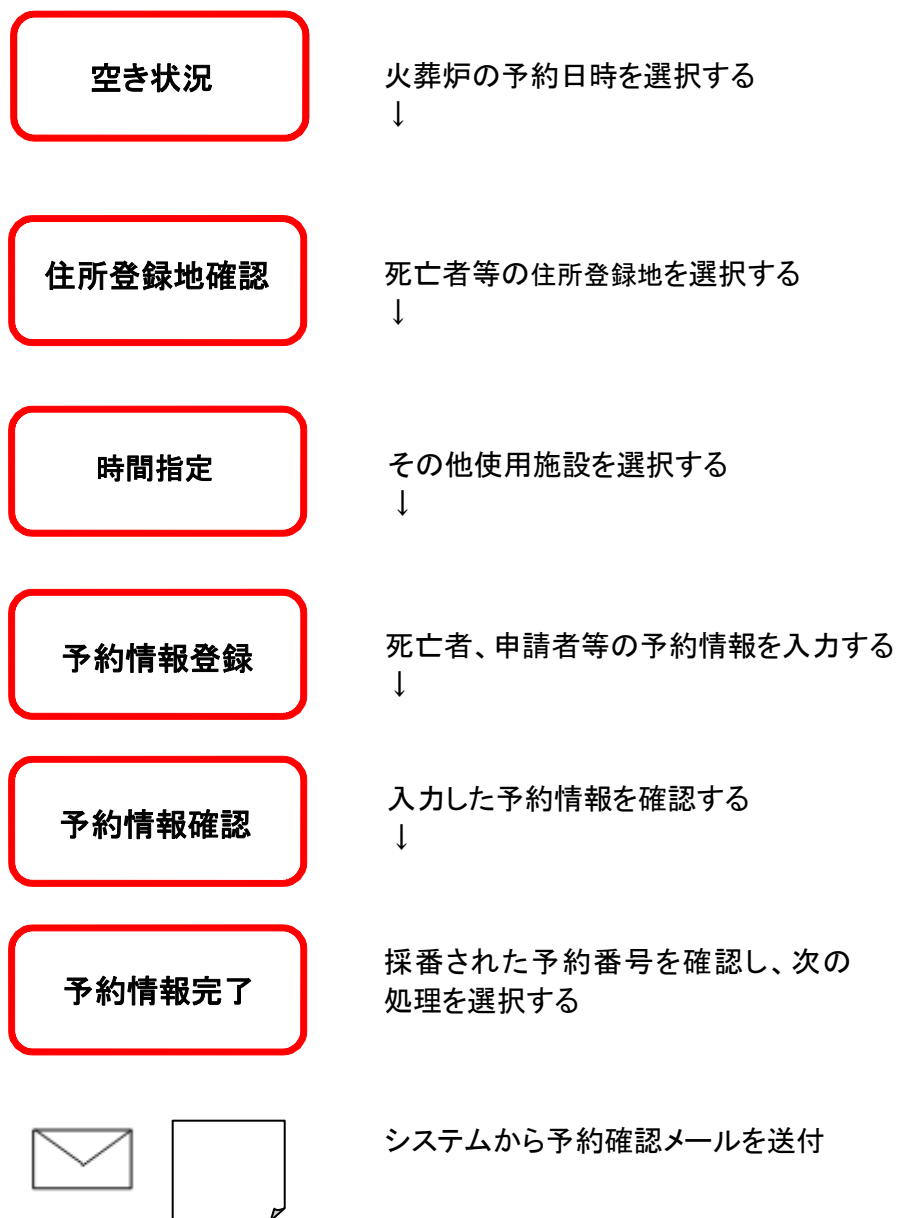 空き状況
火葬炉の予約日時を選択する
↓
住所登録地確認
死亡者等の住所登録地を選択する
↓
時間指定
その他使用施設を選択する
↓
予約情報登録
死亡者、申請者等の予約情報を入力する
↓
予約情報確認
入力した予約情報を確認する
↓
予約情報完了
採番された予約番号を確認し、次の
処理を選択する
システムから予約確認メールを送付